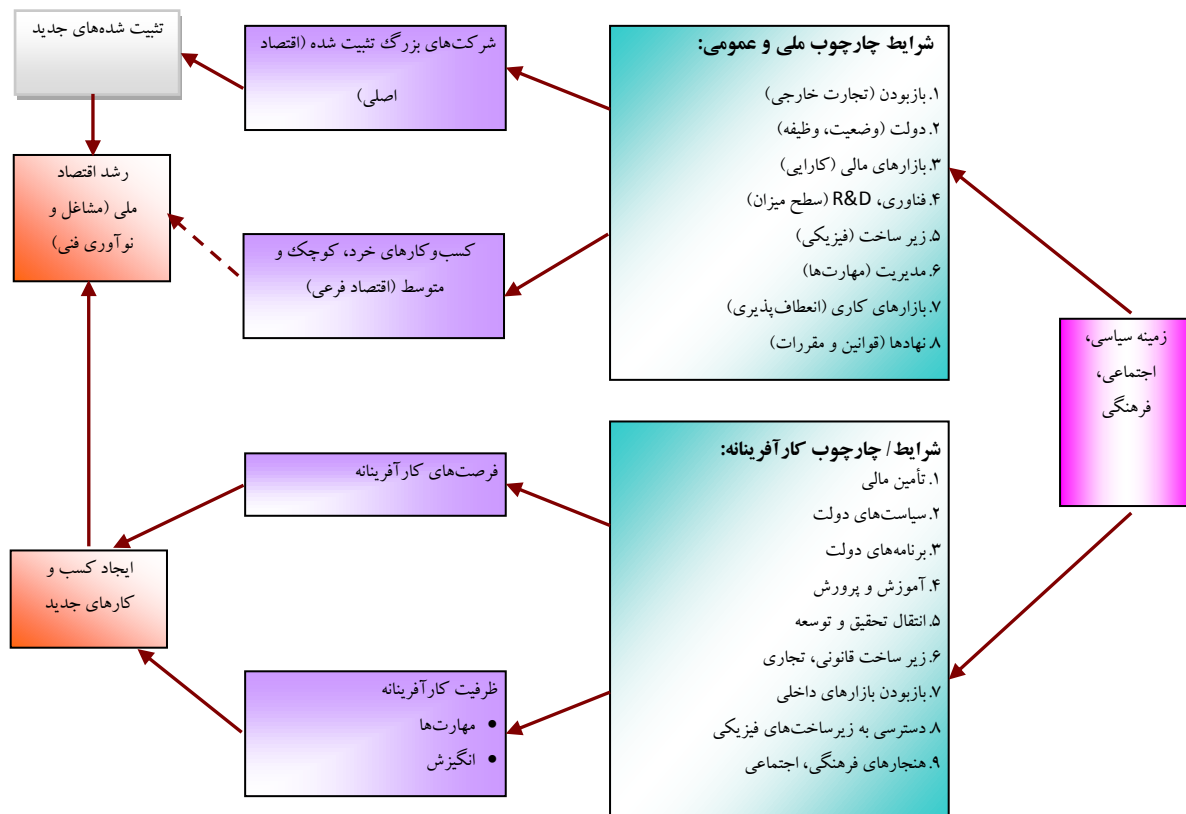 زمینه سیاسی،
اجتماعی،
فرهنگی
شرایط چارچوب ملی و عمومی:
۱.بازبودن (تجارت خارجی)
۲.دولت (وضعیت، وظیفه)
۳.بازارهای مالی (کارایی)
۴.فناوری، R&D (سطح میزان)
۵.زیر ساخت (فیزیکی)
۶.مدیریت (مهارت‌ها)
۷.بازارهای کاری (انعطاف‌پذیری)
۸.نهادها (قوانین و مقررات)
شرایط/ چارچوب کارآفرینانه:
۱.تأمین مالی
۲.سیاست‌های دولت
۳.برنامه‌های دولت
۴.آموزش و پرورش
۵.انتقال تحقیق و توسعه
۶.زیر ساخت قانونی، تجاری
۷.بازبودن بازارهای داخلی
۸.دسترسی به زیرساخت‌های فیزیکی
۹.هنجارهای فرهنگی، اجتماعی
شرکت‌های بزرگ تثبیت شده (اقتصاد
اصلی)
کسب‌وکارهای خرد، کوچک و
متوسط (اقتصاد فرعی)
فرصت‌های کارآفرینانه
ظرفیت کارآفرینانه
• مهارت‌ها
• انگیزش
تثبیت شده‌های جدید
رشد اقتصاد
ملی (مشاغل و
نوآوری فنی)
ایجاد کسب و
کارهای جدید